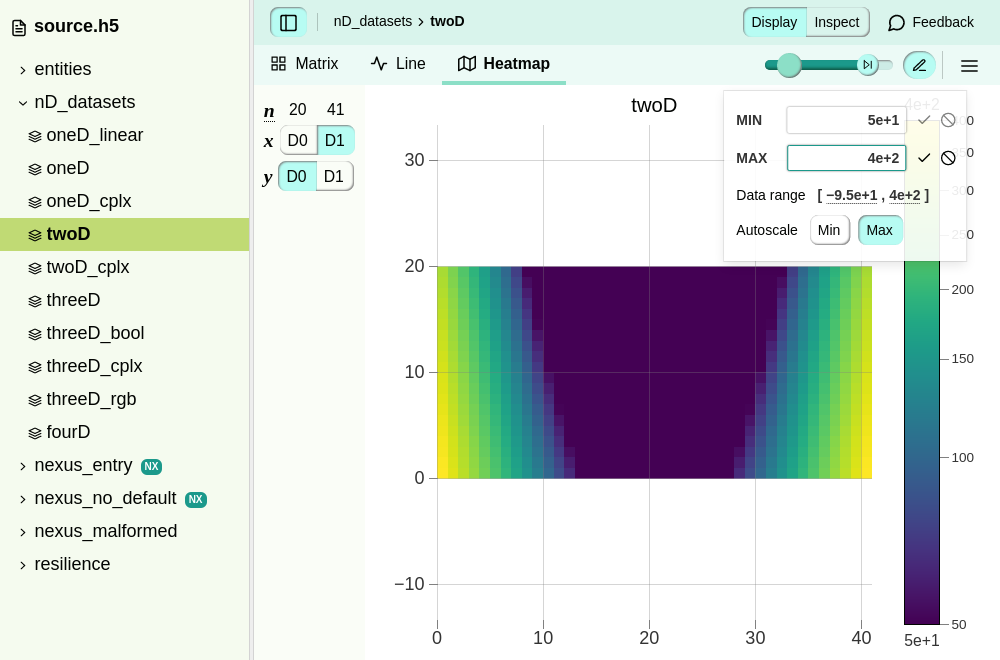 source.h5
entities
nD_datasets
oneD_linear
oneD
oneD_cplx
twoD
twoD_cplx
threeD
threeD_bool
threeD_cplx
threeD_rgb
fourD
nexus_entry NX
nexus_no_default NX
nexus_malformed
resilience
nD_datasets > twoD
Display Inspect
Feedback
Matrix
Line
Heatmap
n 20 41
x D0 D1
y D0 D1
twoD
30
20
10
0
−10
0 10 20 30 40
MIN 5e+1
MAX 4e+2
Data range [ −9.5e+1 , 4e+2 ]
Autoscale Min Max
4e+2
300
250
200
150
100
50
5e+1